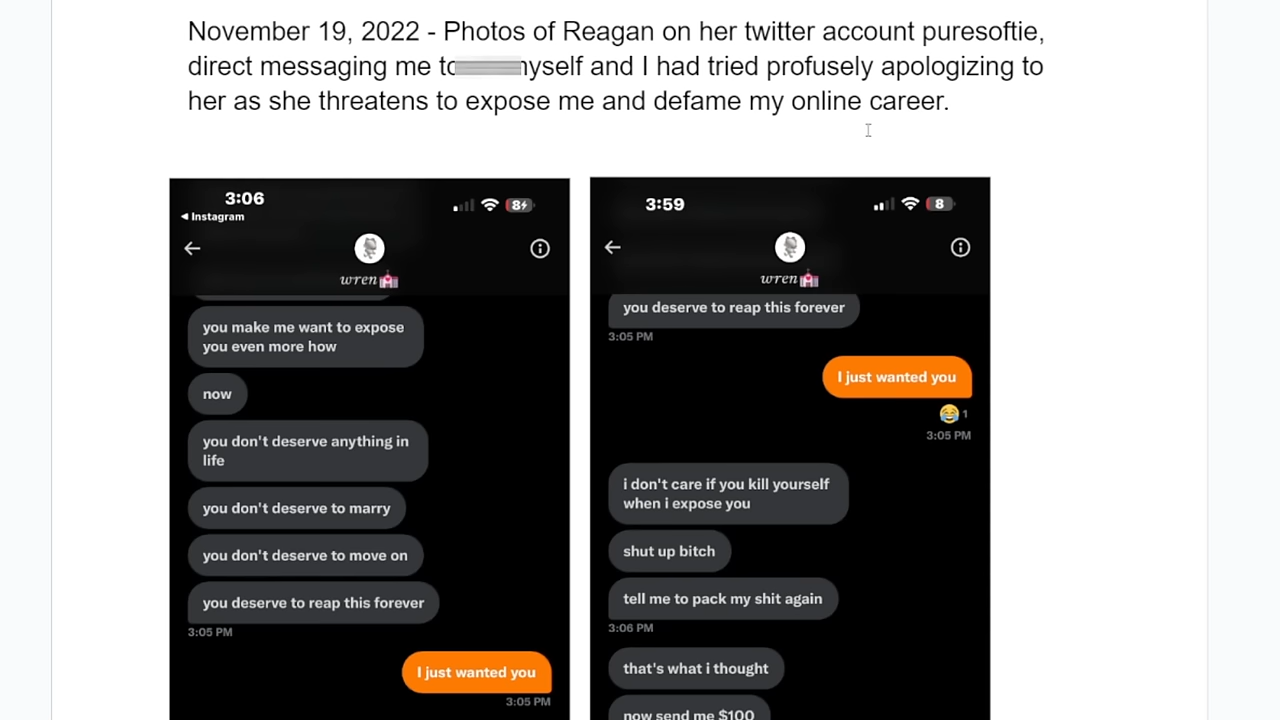 November 19, 2022 - Photos of Reagan on her twitter account puresoftie,
direct messaging me and I had tried profusely apologizing to
her as she threatens to expose me and defame my online career.
3:06
8
◄ Instagram
wren
you make me want to expose
you even more how
now
you don't deserve anything in
life
you don't deserve to marry
you don't deserve to move on
you deserve to reap this forever
3:05 PM
I just wanted you
3:05 PM
3:59
8
wren
you deserve to reap this forever
3:05 PM
I just wanted you
1
3:05 PM
i don't care if you kill yourself
when i expose you
shut up bitch
tell me to pack my shit again
3:06 PM
that's what i thought
now send me $100